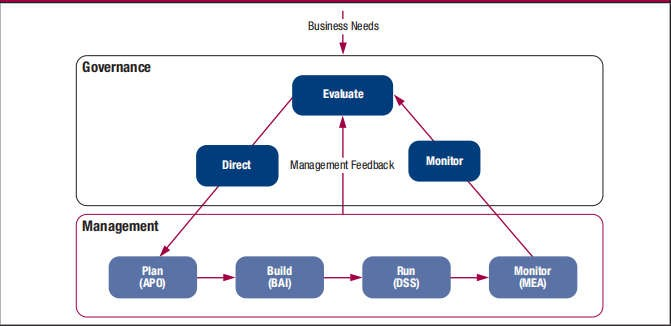 Business Needs
Governance
Evaluate
Direct
Management Feedback
Monitor
Management
Plan
(APO)
Build
(BAI)
Run
(DSS)
Monitor
(MEA)